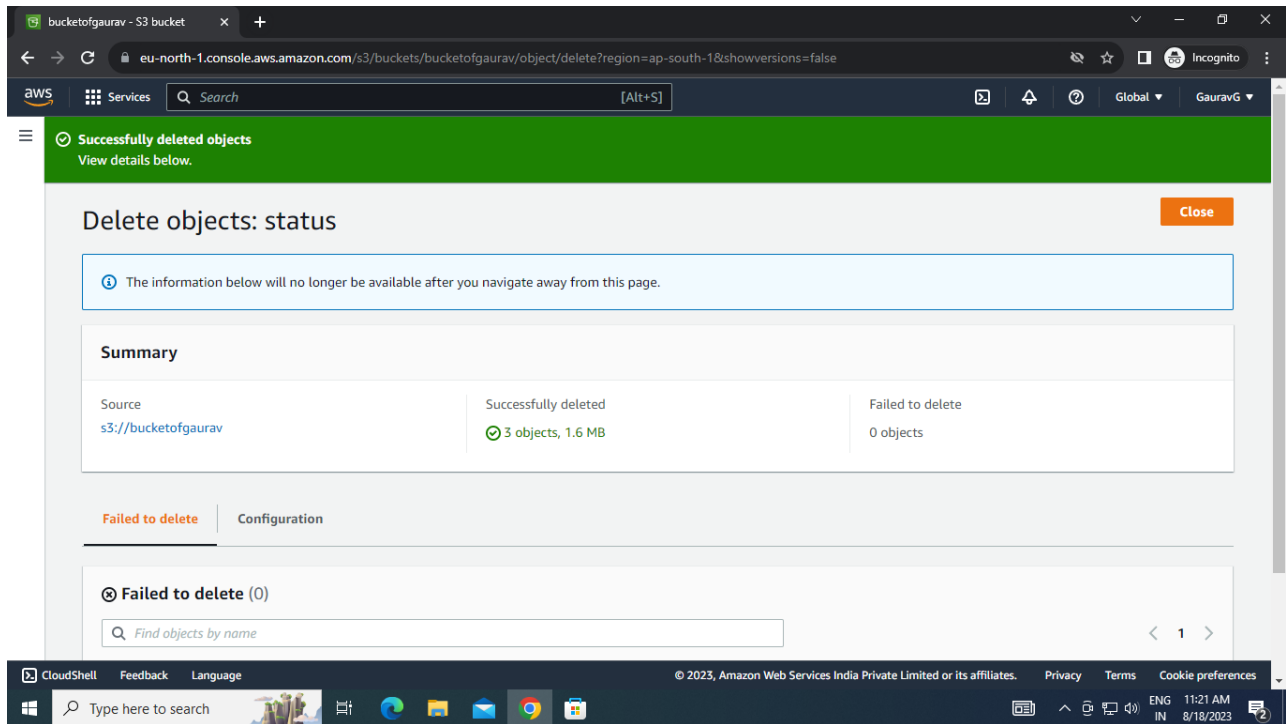 bucketofgaurav - S3 bucket
eu-north-1.console.aws.amazon.com/s3/buckets/bucketofgaurav/object/delete?region=ap-south-1&showversions=false
Incognito
aws
Services
Search
[Alt+S]
Global
GauravG
Successfully deleted objects
View details below.
Delete objects: status
Close
The information below will no longer be available after you navigate away from this page.
Summary
Source
s3://bucketofgaurav
Successfully deleted
3 objects, 1.6 MB
Failed to delete
0 objects
Failed to delete
Configuration
Failed to delete (0)
Find objects by name
1
CloudShell
Feedback
Language
© 2023, Amazon Web Services India Private Limited or its affiliates.
Privacy
Terms
Cookie preferences
Type here to search
ENG
IN
11:21 AM
8/18/2023
2